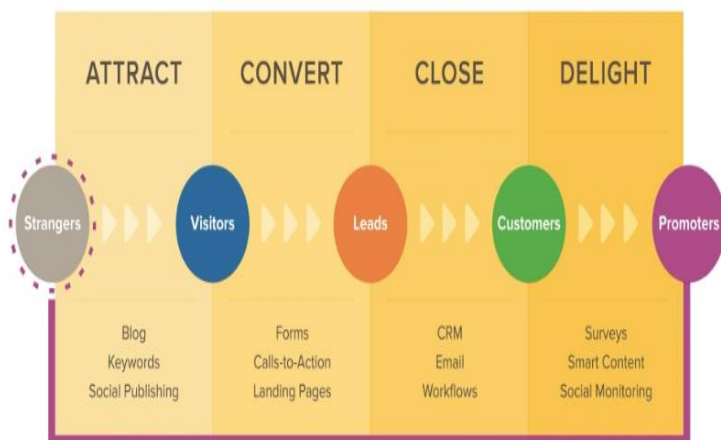 ATTRACT
CONVERT
CLOSE
DELIGHT
Strangers
Visitors
Leads
Customers
Promoters
Blog
Keywords
Social Publishing
Forms
Calls-to-Action
Landing Pages
CRM
Email
Workflows
Surveys
Smart Content
Social Monitoring